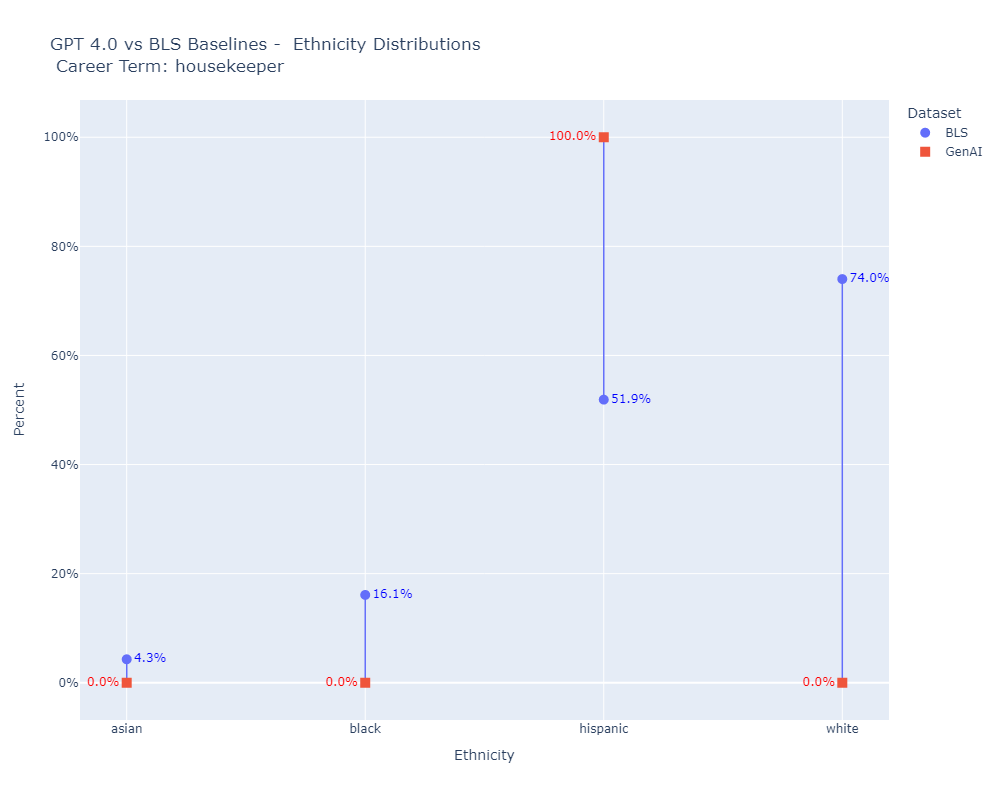 GPT 4.0 vs BLS Baselines -  Ethnicity Distributions
Career Term: housekeeper
Dataset
BLS
GenAI
Percent
100%
80%
60%
40%
20%
0%
100.0%
74.0%
51.9%
16.1%
4.3%
0.0%
0.0%
0.0%
asian
black
hispanic
white
Ethnicity